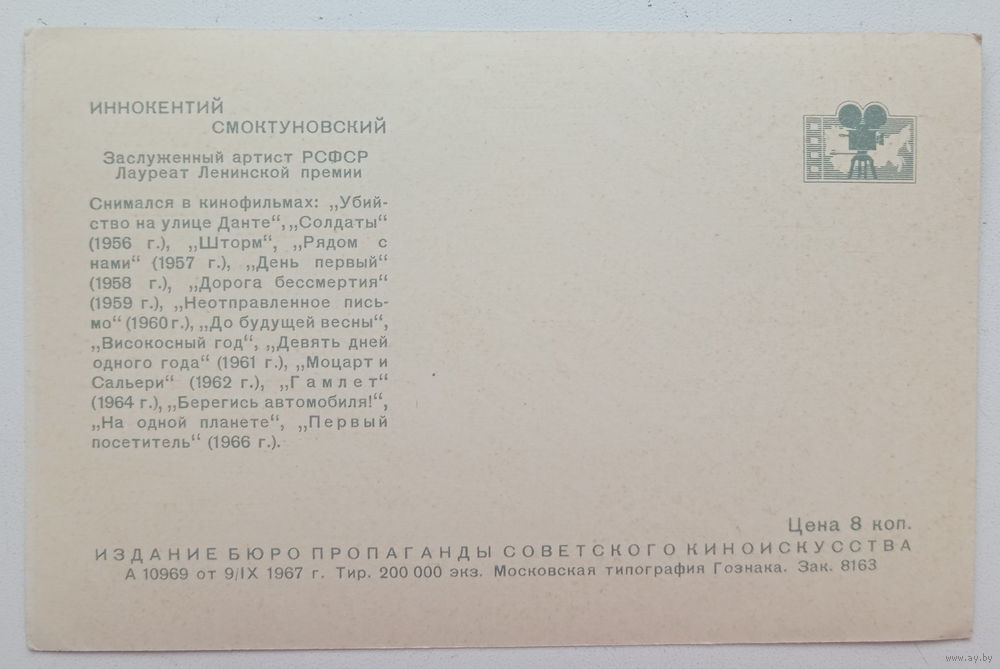 ИННОКЕНТИЙ
СМОКТУНОВСКИЙ
Заслуженный артист РСФСР
Лауреат Ленинской премии
Снимался в кинофильмах: „Убий-
ство на улице Данте“, „Солдаты“
(1956 г.), „Шторм“, „Рядом с
нами“ (1957 г.), „День первый“
(1958 г.), „Дорога бессмертия“
(1959 г.), „Неотправленное пись-
мо“ (1960 г.), „До будущей весны“,
„Високосный год“, „Девять дней
одного года“ (1961 г.), „Моцарт и
Сальери“ (1962 г.), „Гамлет“
(1964 г.), „Берегись автомобиля!“,
„На одной планете“, „Первый
посетитель“ (1966 г.).
Цена 8 коп.
ИЗДАНИЕ БЮРО ПРОПАГАНДЫ СОВЕТСКОГО КИНОИСКУССТВА
А 10969 от 9/IX 1967 г. Тир. 200 000 экз. Московская типография Гознака. Зак. 8163
www.ay.by